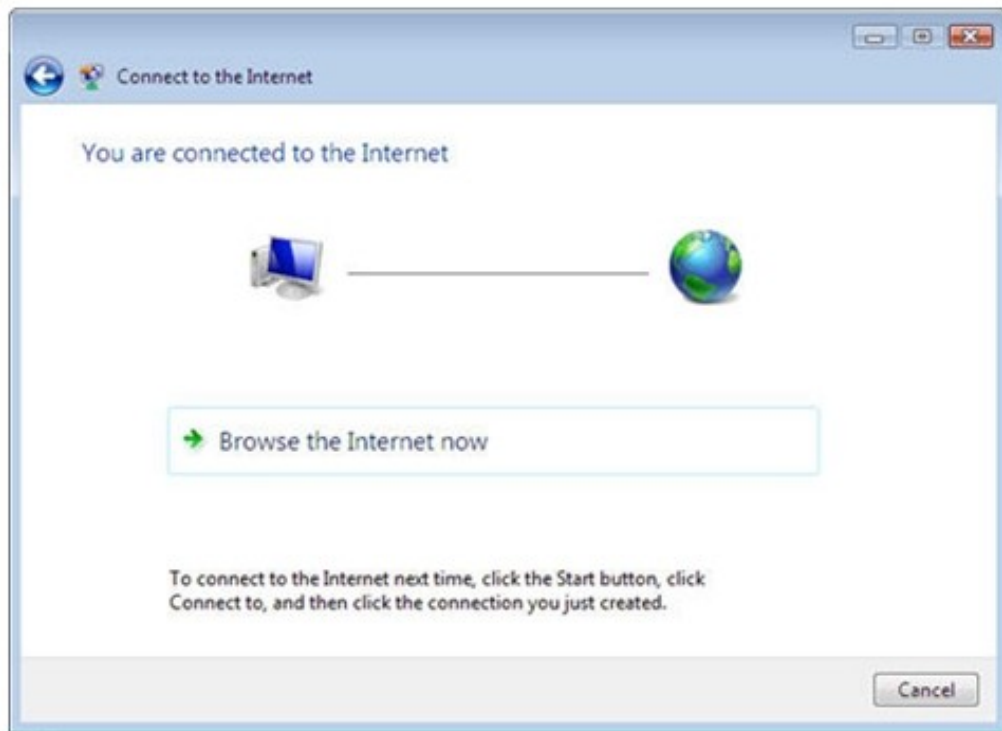 Connect to the Internet
You are connected to the Internet
Browse the Internet now
To connect to the Internet next time, click the Start button, click
Connect to, and then click the connection you just created.
Cancel